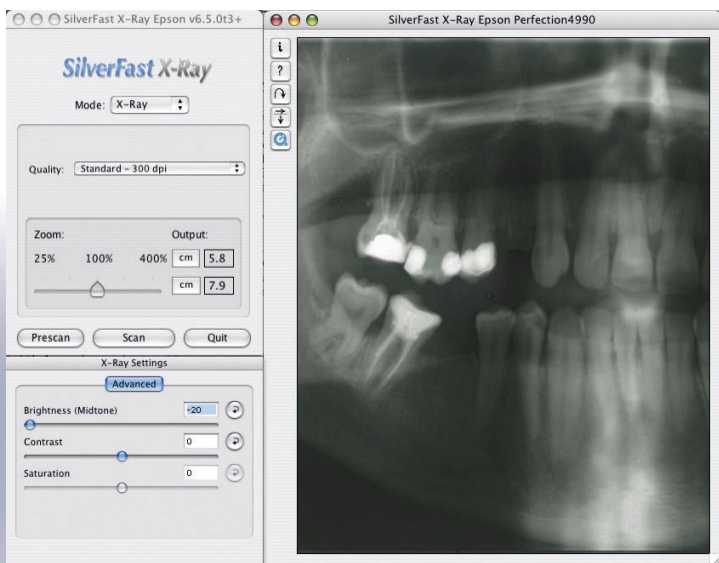 SilverFast X-Ray Epson v6.5.0t3+
SilverFast X-Ray
Mode: X-Ray
Quality: Standard – 300 dpi
Zoom: Output:
25% 100% 400% cm 5.8
cm 7.9
Prescan Scan Quit
X-Ray Settings
Advanced
Brightness (Midtone) -20
Contrast 0
Saturation 0
SilverFast X-Ray Epson Perfection4990
i
?